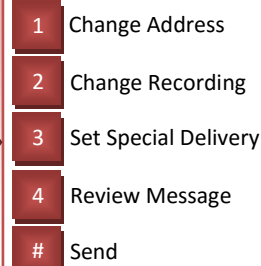 1 Change Address
2 Change Recording
3 Set Special Delivery
4 Review Message
# Send